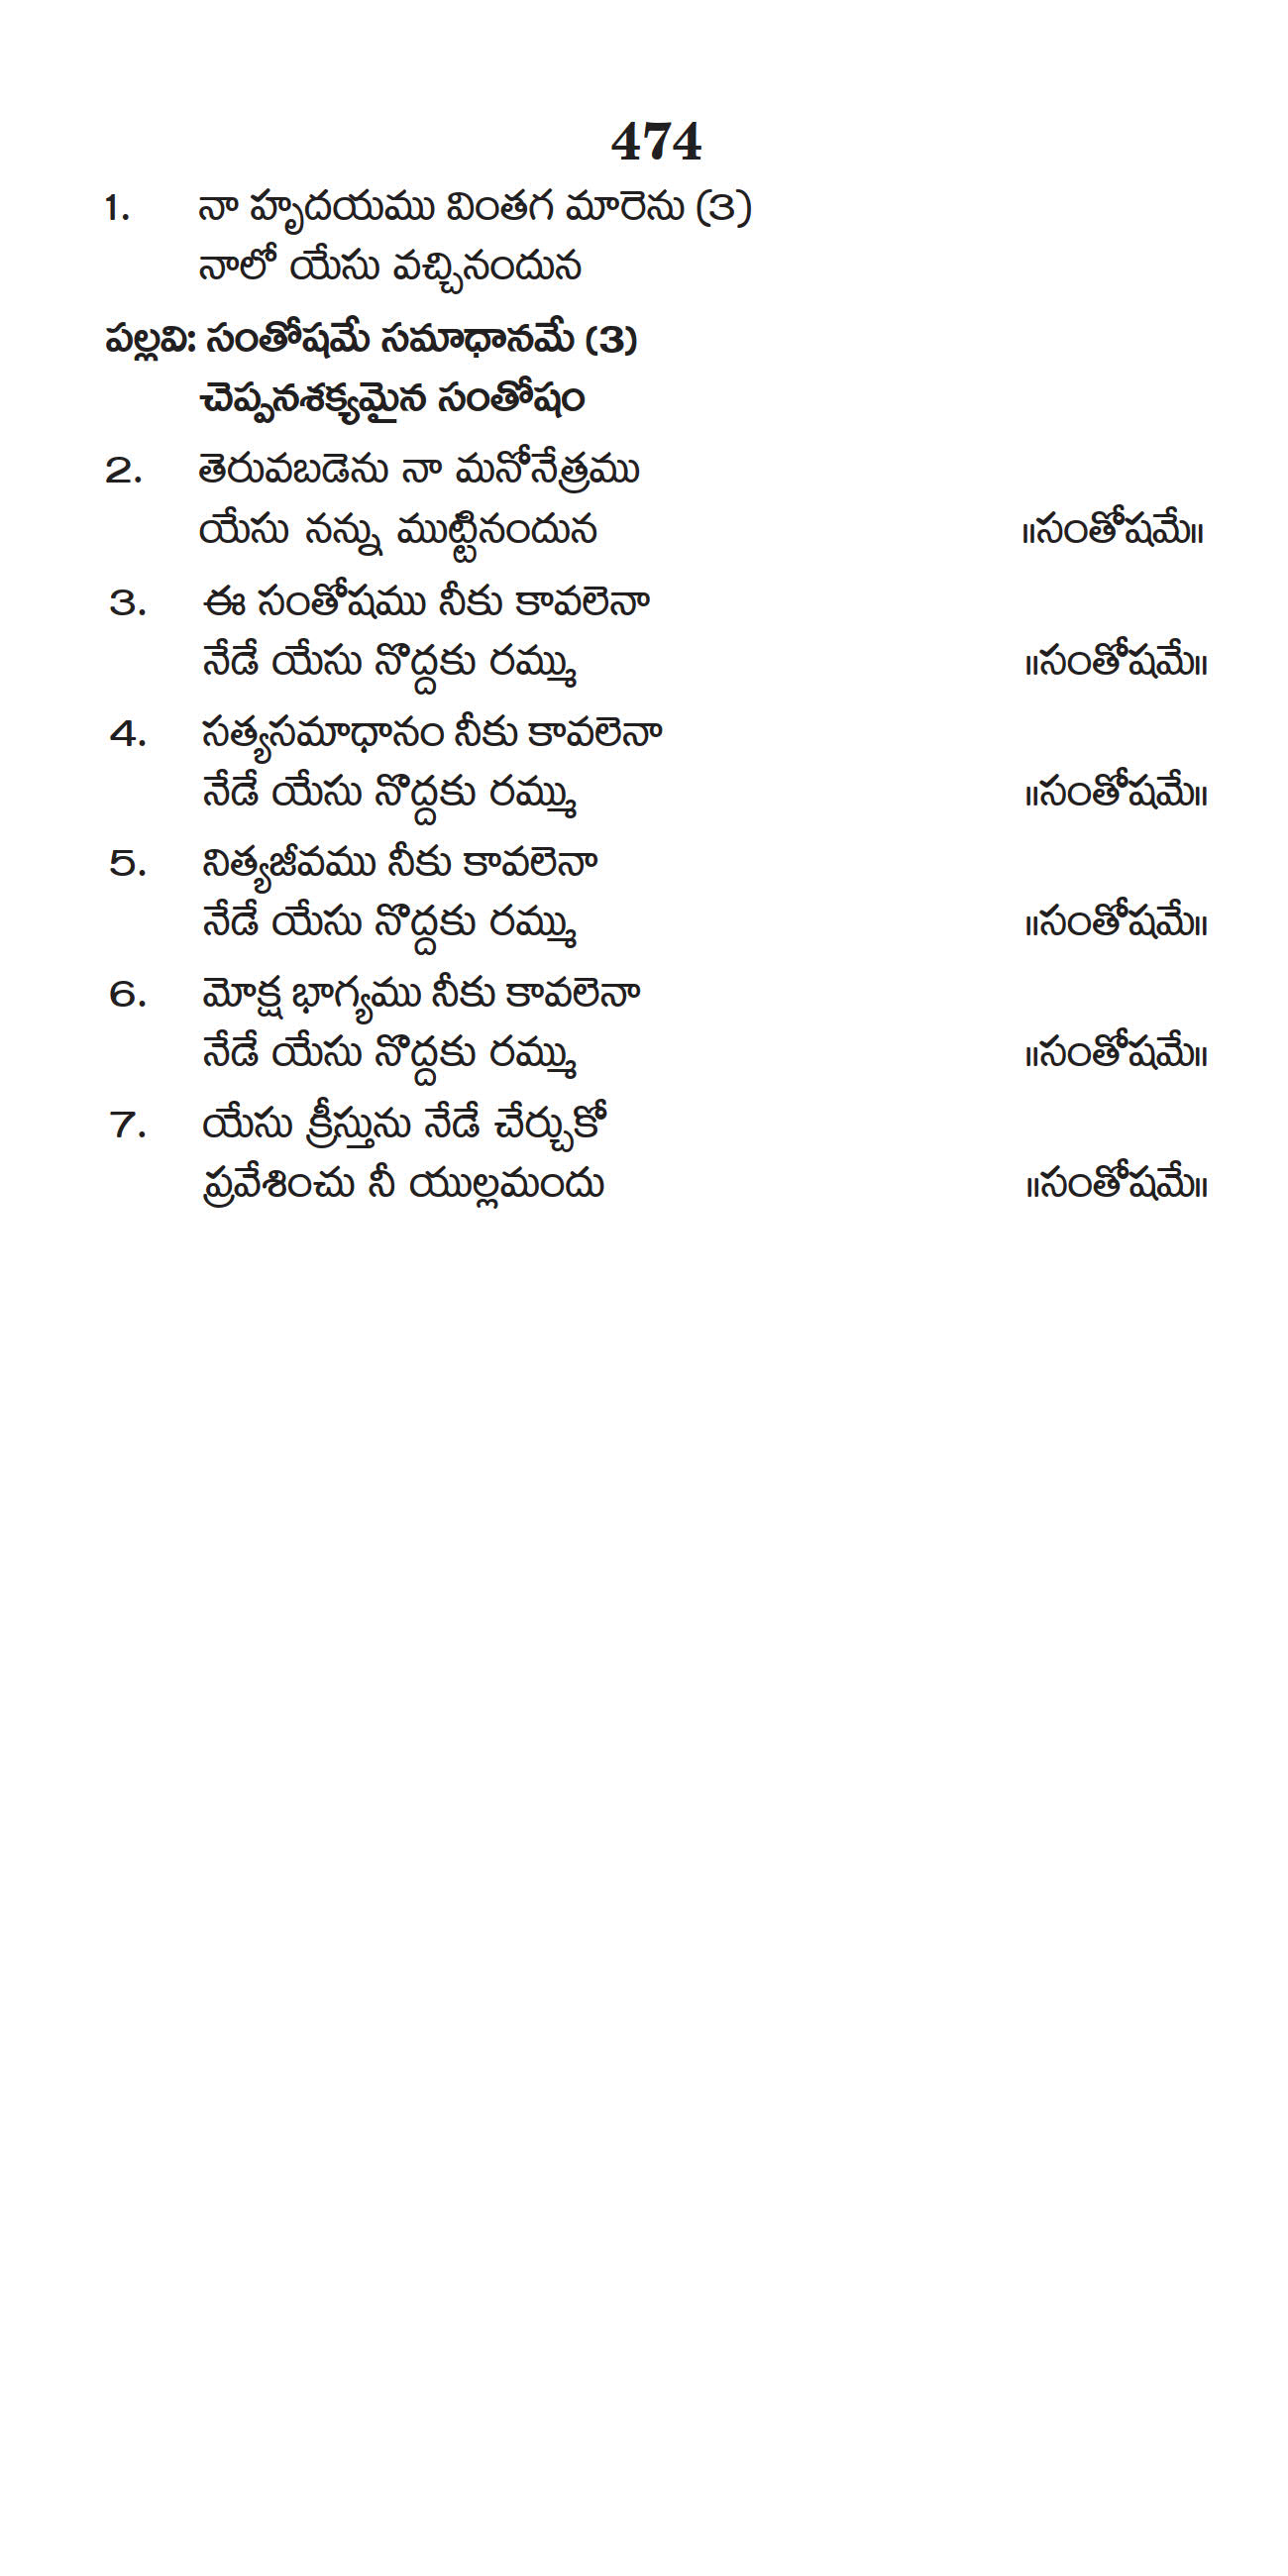 474
1. నా హృదయము వింతగ మారెను (3)
నాలో యేసు వచ్చినందున
పల్లవి: సంతోషమే సమాధానమే (3)
చెప్పనశక్యమైన సంతోషం
2. తెరువబడెను నా మనోనేత్రము
యేసు నన్ను ముట్టినందున ॥సంతోషమే॥
3. ఈ సంతోషము నీకు కావలెనా
నేడే యేసు నొద్దకు రమ్ము ॥సంతోషమే॥
4. సత్యసమాధానం నీకు కావలెనా
నేడే యేసు నొద్దకు రమ్ము ॥సంతోషమే॥
5. నిత్యజీవము నీకు కావలెనా
నేడే యేసు నొద్దకు రమ్ము ॥సంతోషమే॥
6. మోక్ష భాగ్యము నీకు కావలెనా
నేడే యేసు నొద్దకు రమ్ము ॥సంతోషమే॥
7. యేసు క్రీస్తును నేడే చేర్చుకో
ప్రవేశించు నీ యుల్లమందు ॥సంతోషమే॥